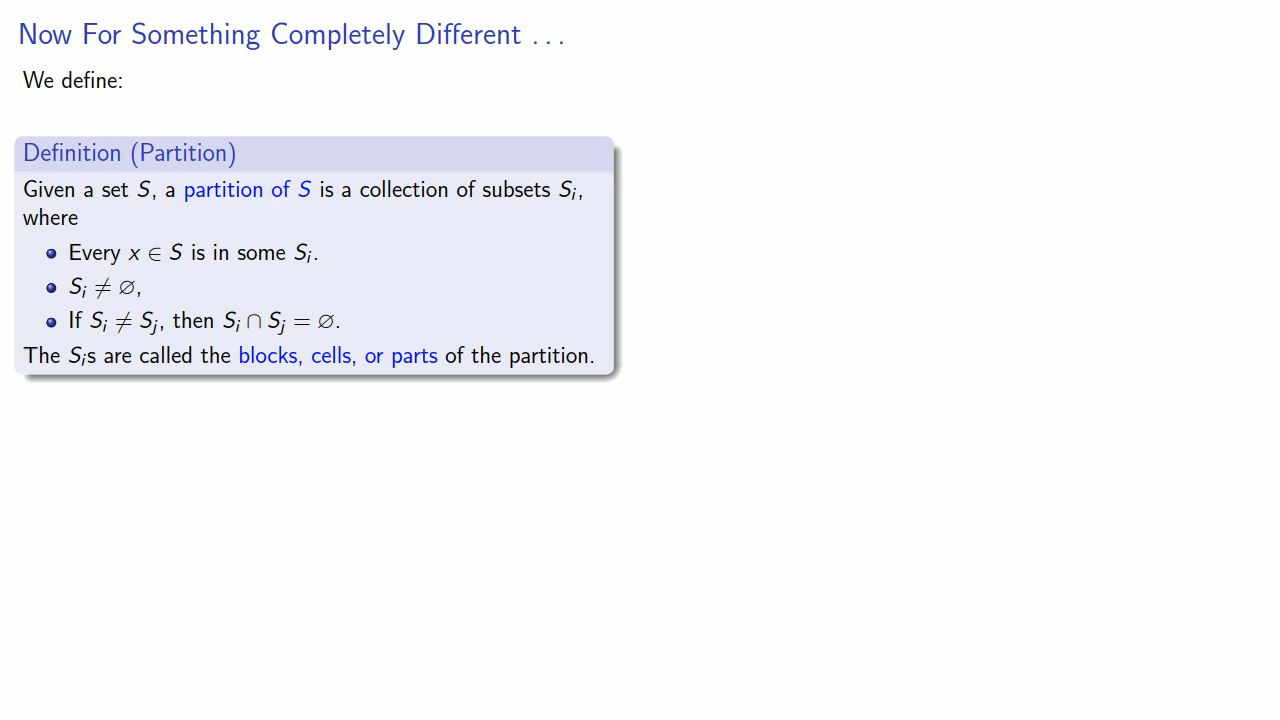 Now For Something Completely Different ...
We define:
Definition (Partition)
Given a set S, a partition of S is a collection of subsets Sᵢ,
where
• Every x ∈ S is in some Sᵢ.
• Sᵢ ≠ ∅,
• If Sᵢ ≠ Sⱼ, then Sᵢ ∩ Sⱼ = ∅.
The Sᵢs are called the blocks, cells, or parts of the partition.